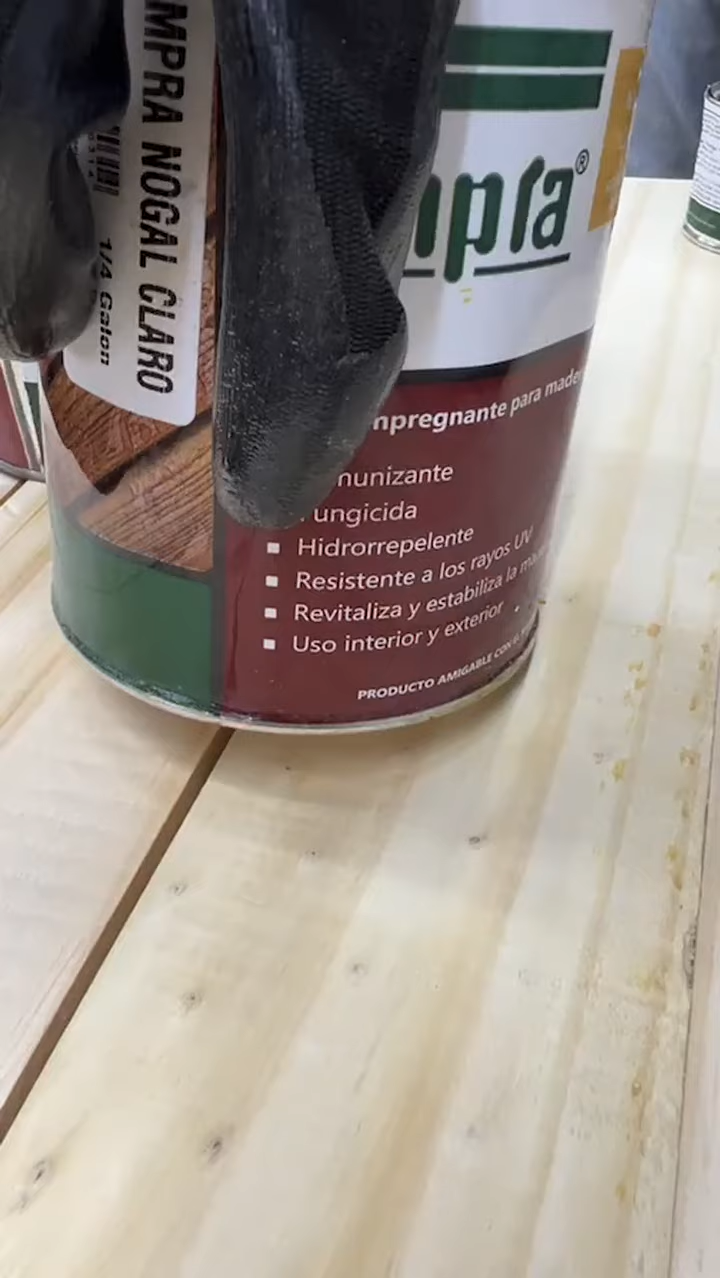 MPRA NOGAL CLARO
1/4 Galon
pra®
npregnante para made
nunizante
ungicida
Hidrorrepelente
Resistente a los rayos UV
Revitaliza y estabiliza la ma
Uso interior y exterior
PRODUCTO AMIGABLE CON